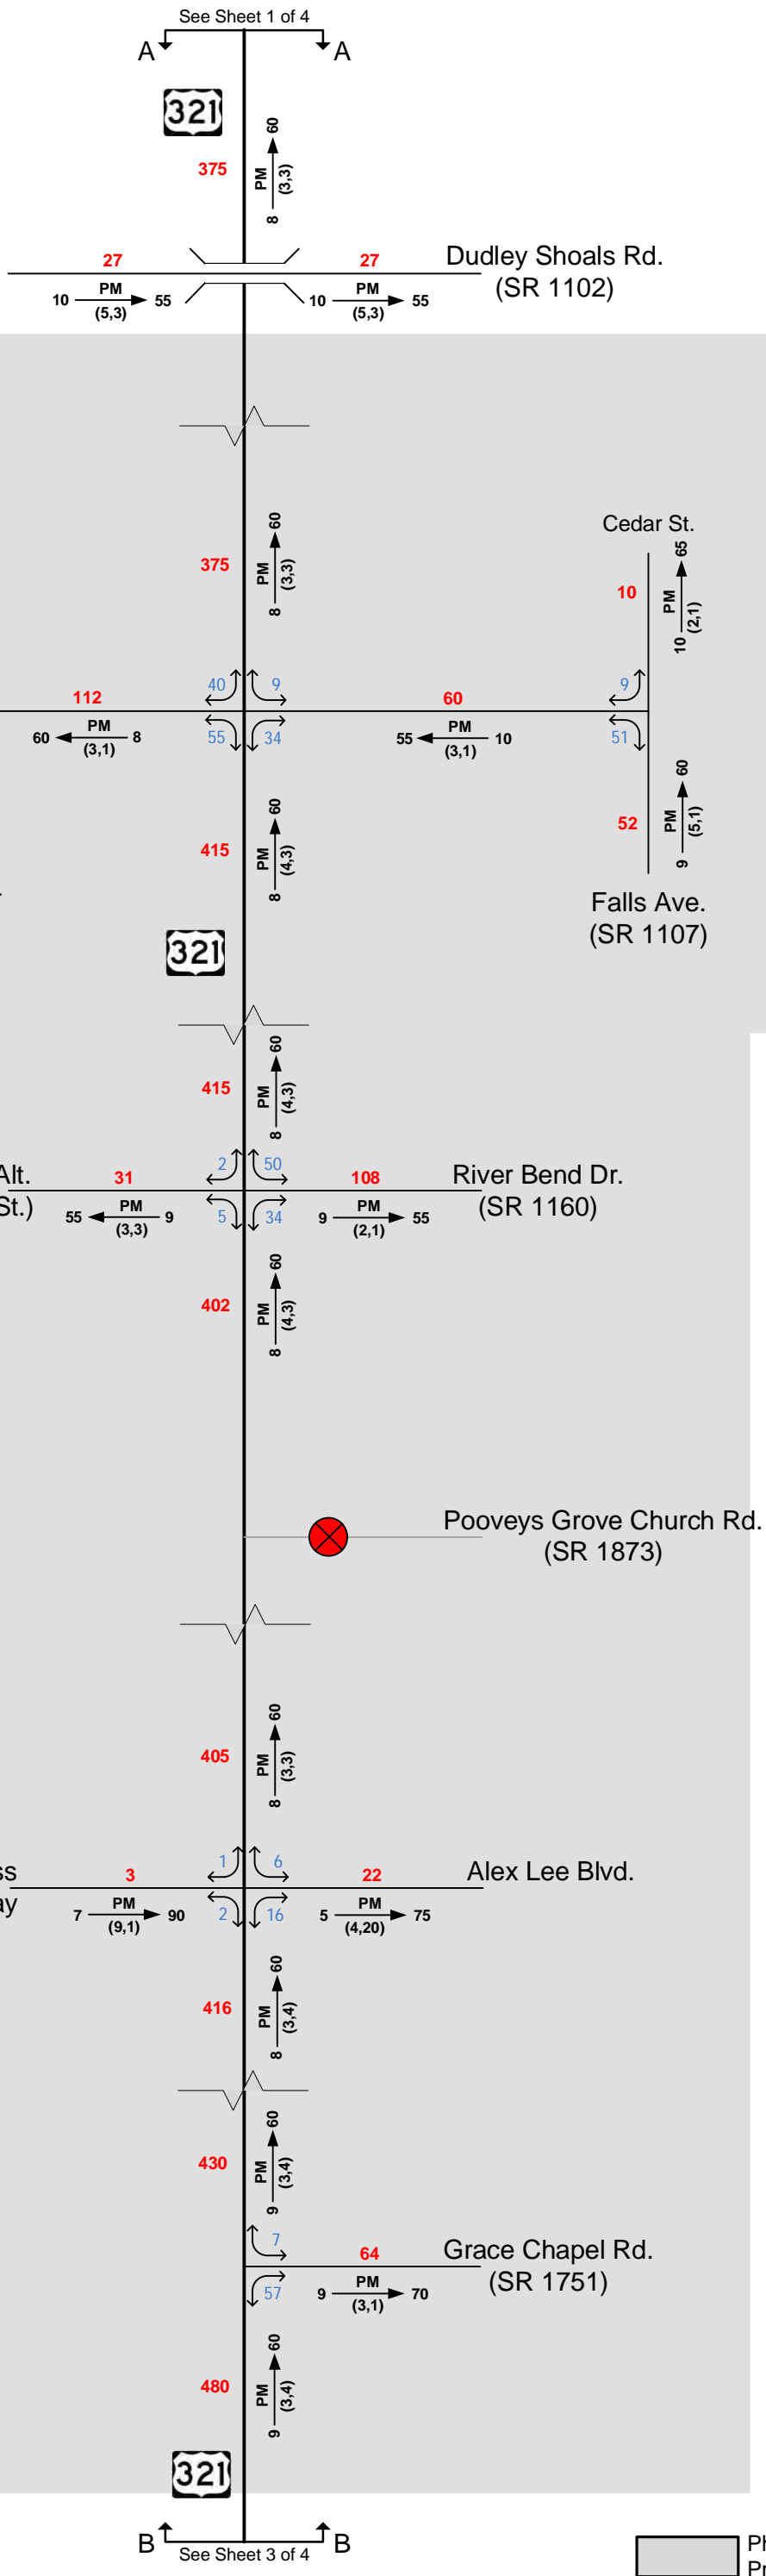 See Sheet 1 of 4
A A
321
375
8 PM (3,3) 60
27 27
Dudley Shoals Rd.
(SR 1102)
10 PM 55
(5,3)
10 PM 55
(5,3)
Cedar St.
375
8 PM (3,3) 60
10
10 PM (2,1) 65
40 9
9
112
60
55 34
51
60 PM 8
(3,1)
55 PM 10
(3,1)
415
8 PM (4,3) 60
52
9 PM (5,1) 60
Falls Ave.
(SR 1107)
321
415
8 PM (4,3) 60
2 50
Alt.
31
108
River Bend Dr.
St.)
(SR 1160)
55 PM 9
(3,3)
5 34
9 PM 55
(2,1)
402
8 PM (4,3) 60
Pooveys Grove Church Rd.
(SR 1873)
405
8 PM (3,3) 60
1 6
ss
3
22
Alex Lee Blvd.
ay
7 PM 90
(9,1)
2 16
5 PM 75
(4,20)
416
8 PM (3,4) 60
430
9 PM (3,4) 60
7
64
Grace Chapel Rd.
(SR 1751)
57
9 PM 70
(3,1)
480
9 PM (3,4) 60
321
B B
See Sheet 3 of 4
Ph
Pr